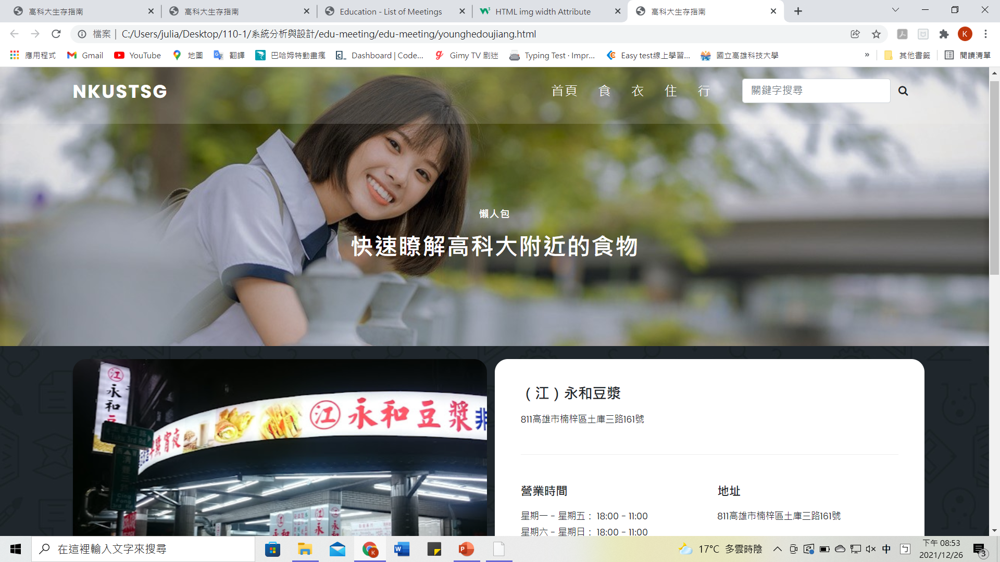 高科大生存指南
高科大生存指南
Education - List of Meetings
HTML img width Attribute
高科大生存指南
檔案
C:/Users/julia/Desktop/110-1/系統分析與設計/edu-meeting/edu-meeting/younghedoujiang.html
K
應用程式
Gmail
YouTube
地圖
翻譯
巴哈姆特動畫瘋
Dashboard | Code...
Gimy TV 劇迷
Typing Test · Impr...
Easy test線上學習...
國立高雄科技大學
»
其他書籤
閱讀清單
NKUSTSG
首頁
食
衣
住
行
關鍵字搜尋
懶人包
快速瞭解高科大附近的食物
江
永
和
豆
江 永和豆漿
宵夜
（江）永和豆漿
811高雄市楠梓區土庫三路161號
營業時間
星期一 - 星期五： 18:00 - 11:00
星期六 - 星期日： 18:00 - 11:00
地址
811高雄市楠梓區土庫三路161號
在這裡輸入文字來搜尋
17°C 多雲時陰
中
下午 08:53
2021/12/26
3